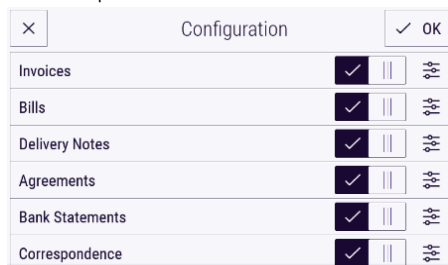 Configuration
OK
Invoices
Bills
Delivery Notes
Agreements
Bank Statements
Correspondence